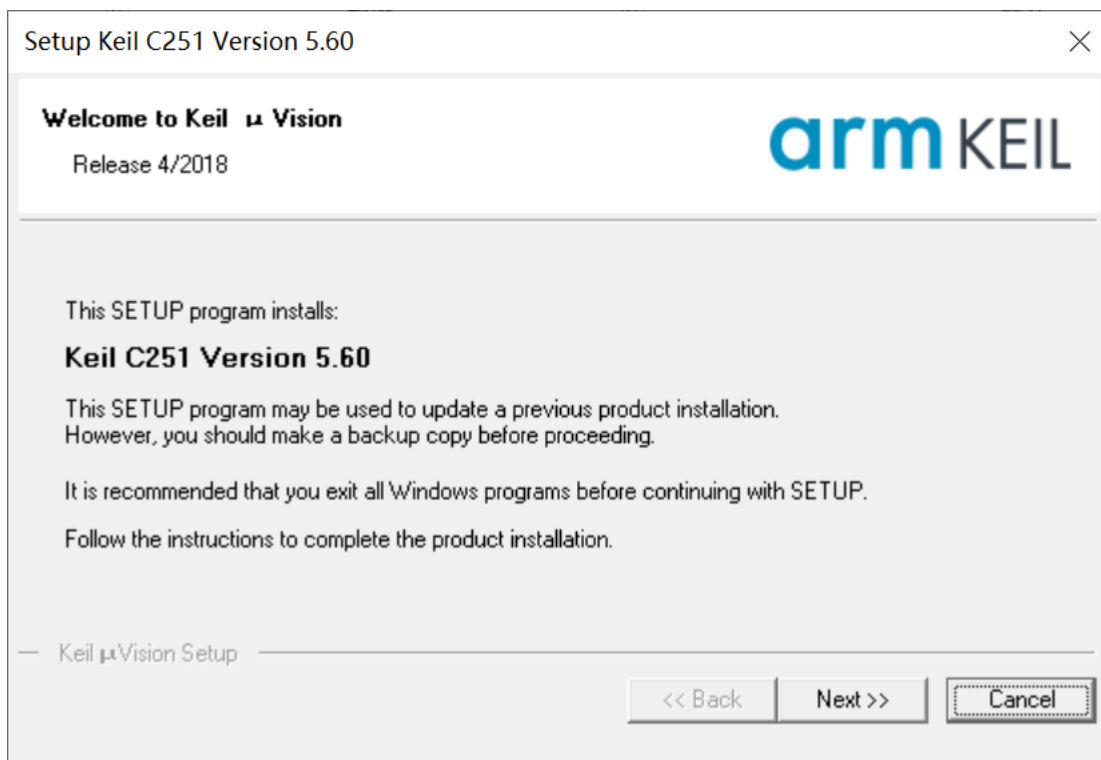 Setup Keil C251 Version 5.60
Welcome to Keil μ Vision
Release 4/2018
arm KEIL
This SETUP program installs:
Keil C251 Version 5.60
This SETUP program may be used to update a previous product installation.
However, you should make a backup copy before proceeding.
It is recommended that you exit all Windows programs before continuing with SETUP.
Follow the instructions to complete the product installation.
Keil μVision Setup
<< Back
Next >>
Cancel